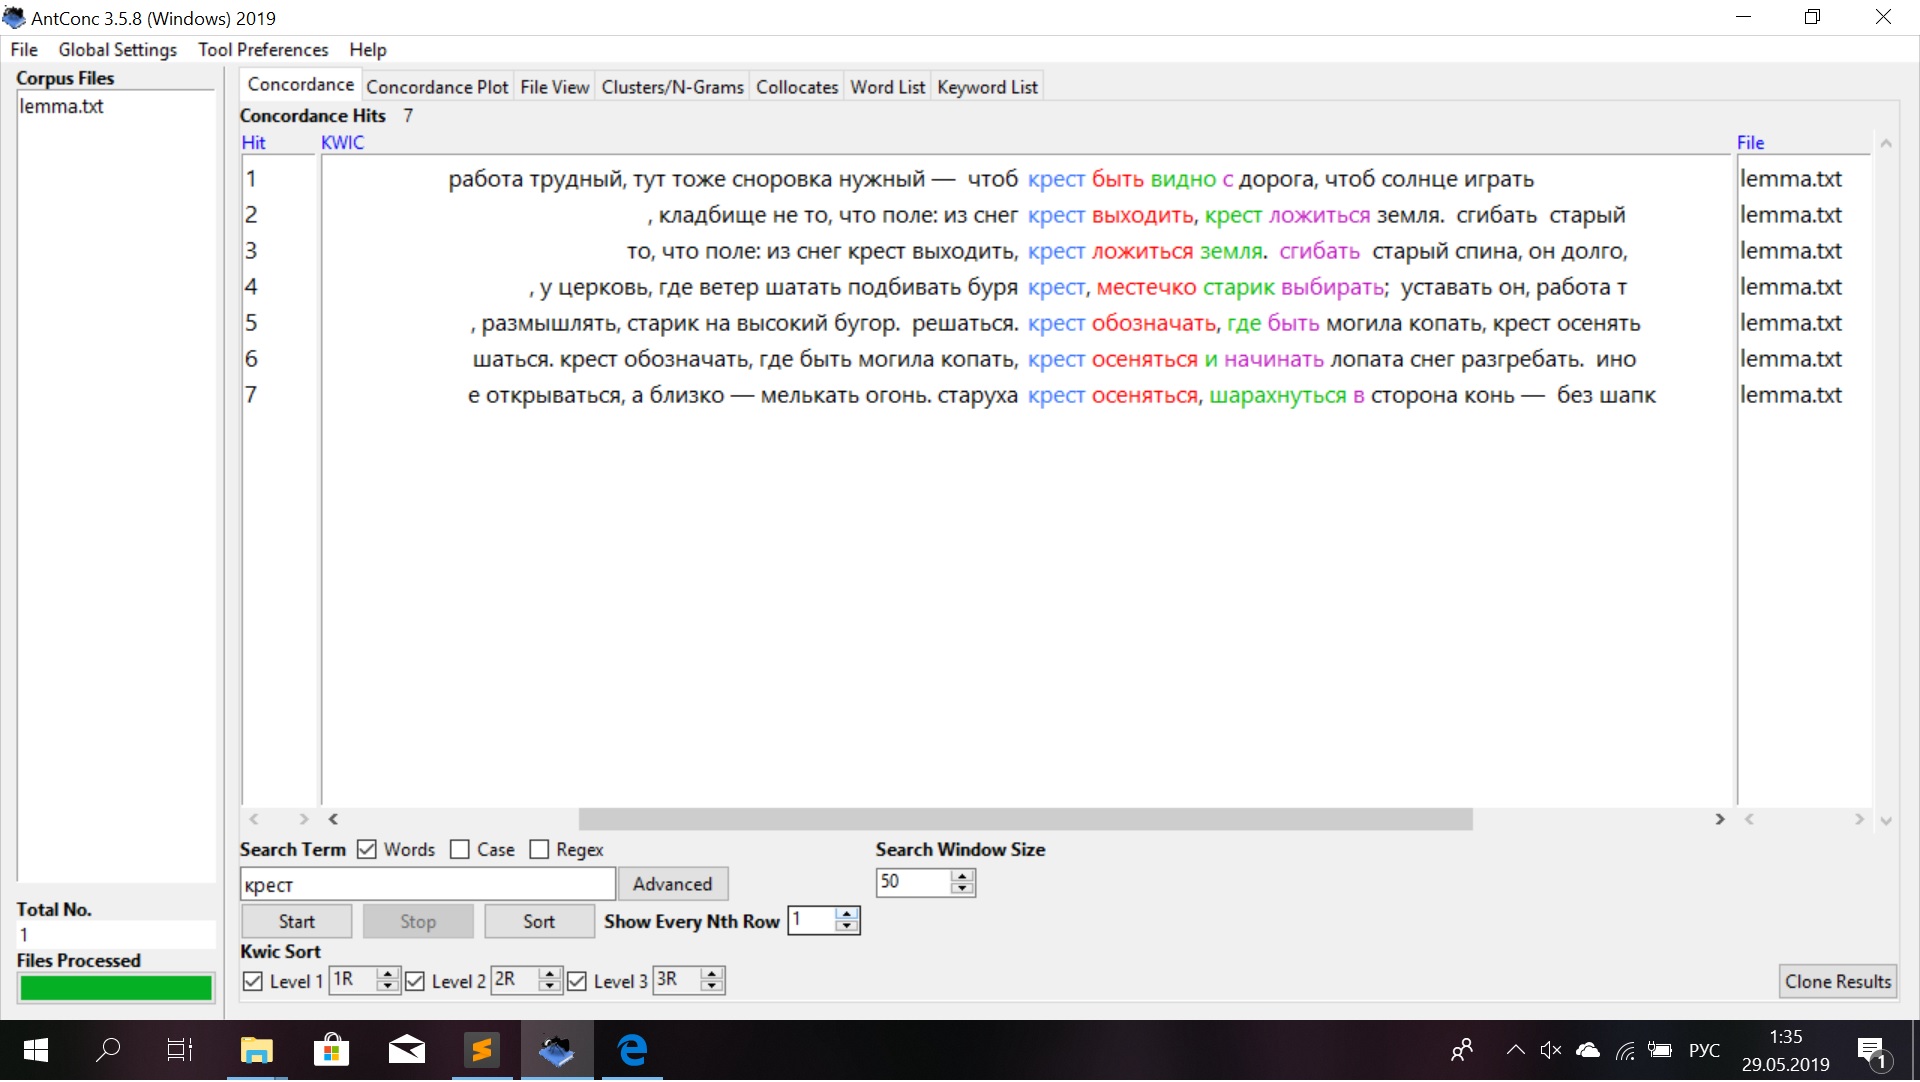 AntConc 3.5.8 (Windows) 2019
File Global Settings Tool Preferences Help
Corpus Files
lemma.txt
Concordance Concordance Plot File View Clusters/N-Grams Collocates Word List Keyword List
Concordance Hits 7
Hit KWIC File
1 работа трудный, тут тоже сноровка нужный — чтоб крест быть видно с дорога, чтоб солнце играть lemma.txt
2 , кладбище не то, что поле: из снег крест выходить, крест ложиться земля. сгибать старый lemma.txt
3 то, что поле: из снег крест выходить, крест ложиться земля. сгибать старый спина, он долго, lemma.txt
4 , у церковь, где ветер шатать подбивать буря крест, местечко старик выбирать; уставать он, работа т lemma.txt
5 , размышлять, старик на высокий бугор. решаться. крест обозначать, где быть могила копать, крест осенять lemma.txt
6 шаться. крест обозначать, где быть могила копать, крест осеняться и начинать лопата снег разгребать. ино lemma.txt
7 е открываться, а близко — мелькать огонь. старуха крест осеняться, шарахнуться в сторона конь — без шапк lemma.txt
Search Term Words Case Regex Search Window Size
крест Advanced 50
Start Stop Sort Show Every Nth Row 1
Kwic Sort
Level 1 1R Level 2 2R Level 3 3R Clone Results
Total No.
1
Files Processed
РУС 1:35
29.05.2019 1